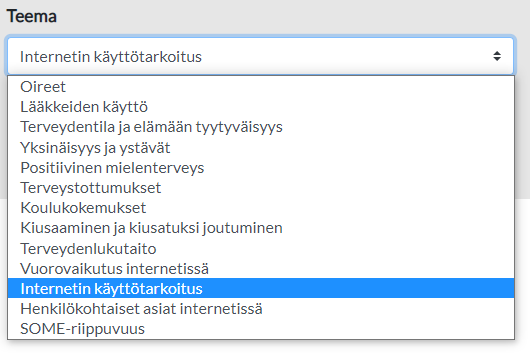 Teema
Internetin käyttötarkoitus
Oireet
Lääkkeiden käyttö
Terveydentila ja elämään tyytyväisyys
Yksinäisyys ja ystävät
Positiivinen mielenterveys
Terveystottumukset
Koulukokemukset
Kiusaaminen ja kiusatuksi joutuminen
Terveydenlukutaito
Vuorovaikutus internetissä
Internetin käyttötarkoitus
Henkilökohtaiset asiat internetissä
SOME-riippuvuus